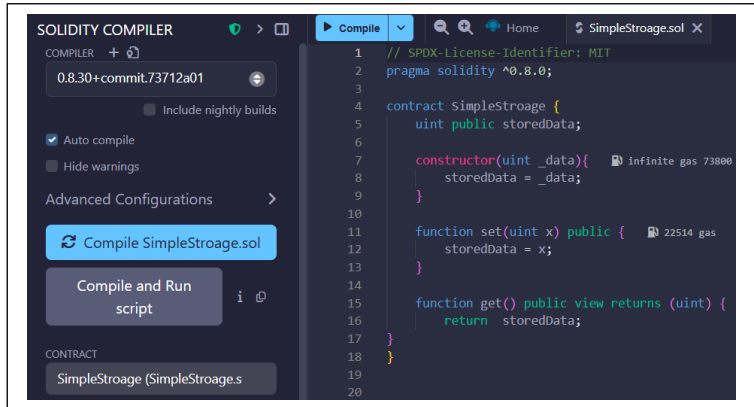 SOLIDITY COMPILER
COMPILER
0.8.30+commit.73712a01
Include nightly builds
Auto compile
Hide warnings
Advanced Configurations
Compile SimpleStroage.sol
Compile and Run
script
i
CONTRACT
SimpleStroage (SimpleStroage.s
Compile
Home
SimpleStroage.sol
1 // SPDX-License-Identifier: MIT
2 pragma solidity ^0.8.0;
3
4 contract SimpleStroage {
5 uint public storedData;
6
7 constructor(uint _data){ infinite gas 73800
8 storedData = _data;
9 }
10
11 function set(uint x) public { 22514 gas
12 storedData = x;
13 }
14
15 function get() public view returns (uint) {
16 return  storedData;
17 }
18 }
19
20